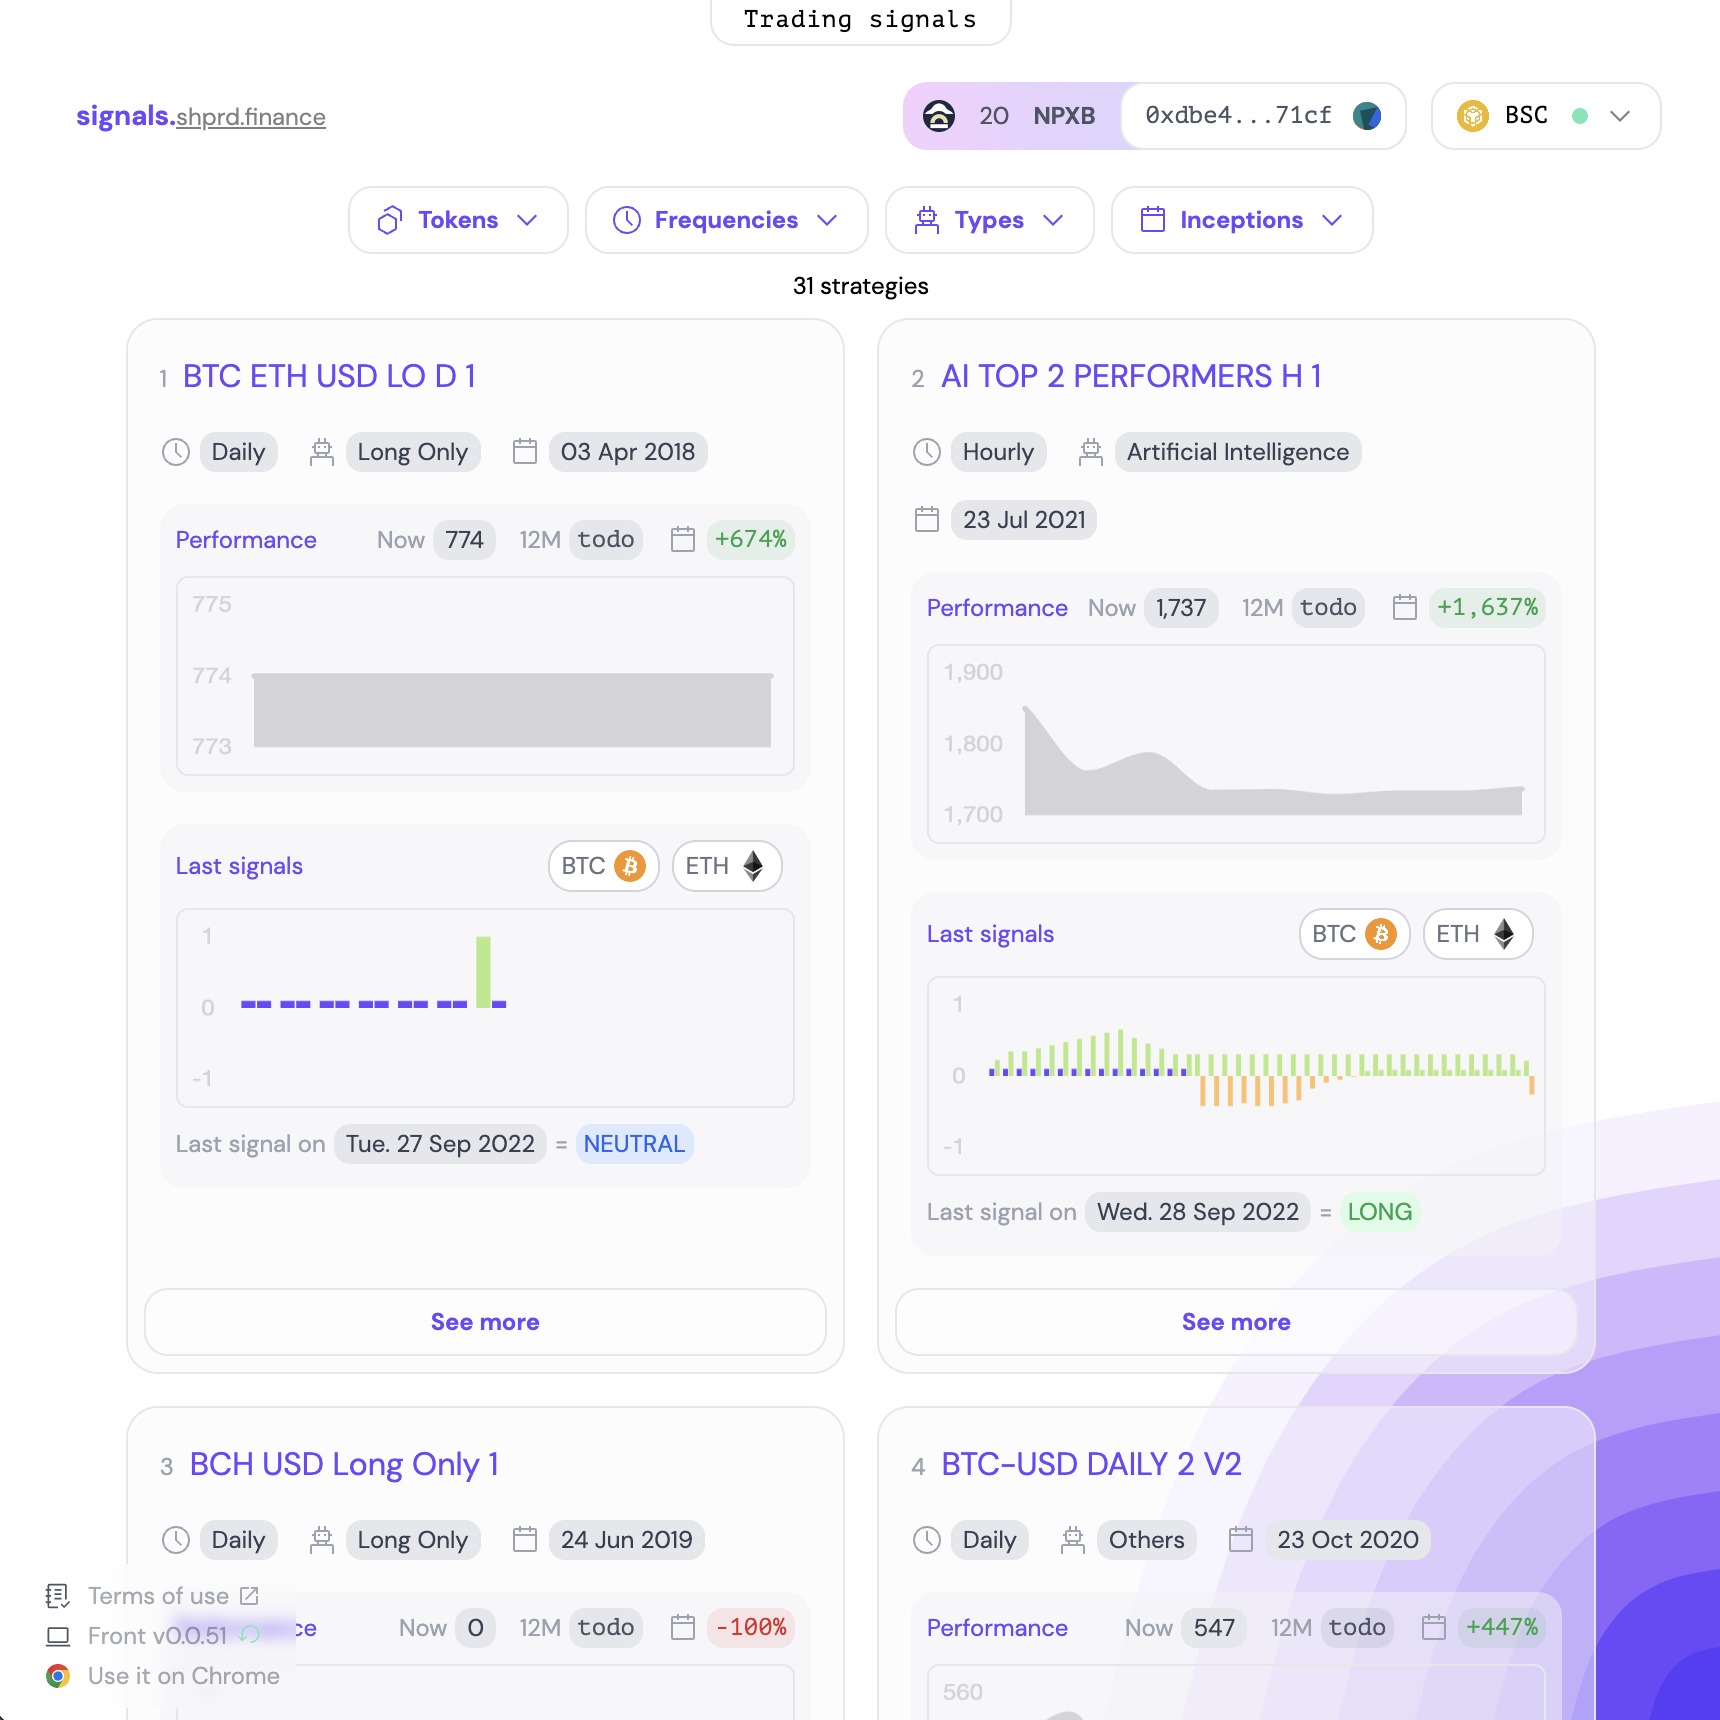 Trading signals
signals.shprd.finance
20 NPXB 0xdbe4...71cf BSC
Tokens Frequencies Types Inceptions
31 strategies
1 BTC ETH USD LO D 1
Daily Long Only 03 Apr 2018
Performance Now 774 12M todo +674%
775
774
773
Last signals BTC ETH
1
0
-1
Last signal on Tue. 27 Sep 2022 = NEUTRAL
See more
2 AI TOP 2 PERFORMERS H 1
Hourly Artificial Intelligence
23 Jul 2021
Performance Now 1,737 12M todo +1,637%
1,900
1,800
1,700
Last signals BTC ETH
1
0
-1
Last signal on Wed. 28 Sep 2022 = LONG
See more
3 BCH USD Long Only 1
Daily Long Only 24 Jun 2019
Performance Now 0 12M todo -100%
4 BTC-USD DAILY 2 V2
Daily Others 23 Oct 2020
Performance Now 547 12M todo +447%
560
Terms of use
Front v0.0.51
Use it on Chrome